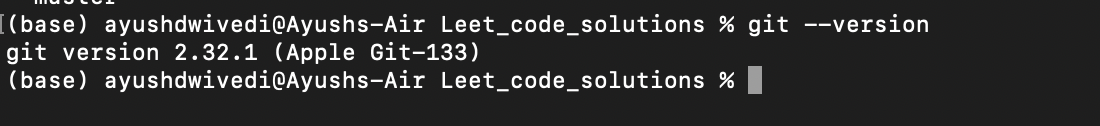 master
(base) ayushdwivedi@Ayushs-Air Leet_code_solutions % git --version
git version 2.32.1 (Apple Git-133)
(base) ayushdwivedi@Ayushs-Air Leet_code_solutions %